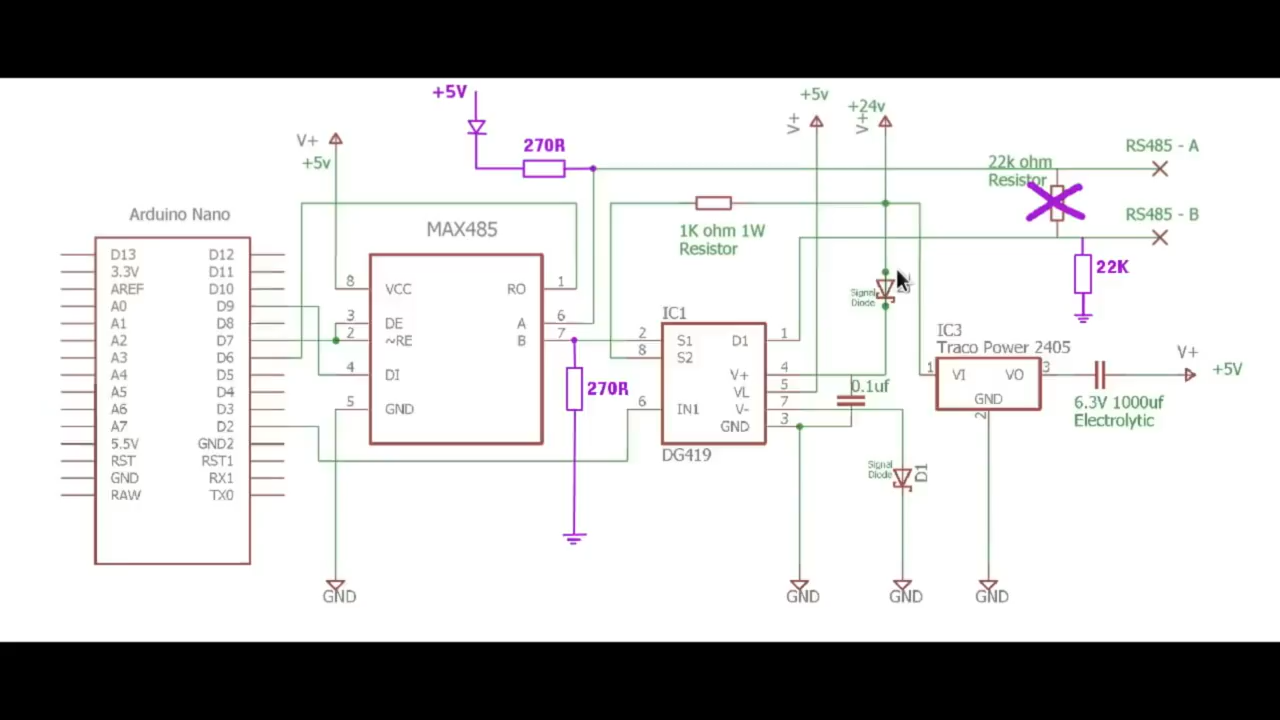 +5V
+5v
+24v
V+
V+
V+
+5v
270R
22k ohm
Resistor
RS485 - A
RS485 - B
1K ohm 1W
Resistor
22K
Arduino Nano
D13
3.3V
AREF
A0
A1
A2
A3
A4
A5
A6
A7
5.5V
RST
GND
RAW
D12
D11
D10
D9
D8
D7
D6
D5
D4
D3
D2
GND2
RST1
RX1
TX0
MAX485
8 VCC RO 1
3 DE A 6
2 ~RE B 7
4 DI
5 GND
270R
IC1
2 S1 D1 1
8 S2
V+ 4
VL 5
6 IN1 V- 7
GND 3
DG419
Signal
Diode
0.1uf
Signal
Diode
D1
IC3
Traco Power 2405
1 VI VO 3
GND
2
6.3V 1000uf
Electrolytic
V+
+5V
GND
GND
GND
GND